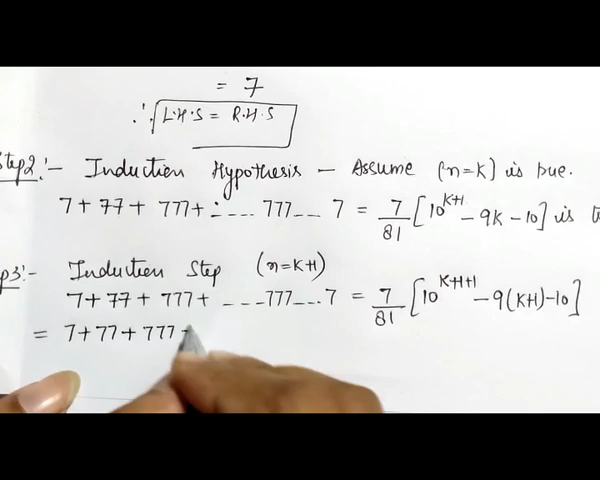 = 7
∴ L.H.S = R.H.S
Step2:- Induction Hypothesis - Assume (n=k) is true.
7+ 77 + 777 + ---- 777--- 7 = 7/81 [10^{K+1} - 9K - 10] is
Induction Step (n=K+1)
7+77 + 777+ ----777---7 = 7/81 [10^{K+1+1} - 9(K+1)-10]
= 7+77+777